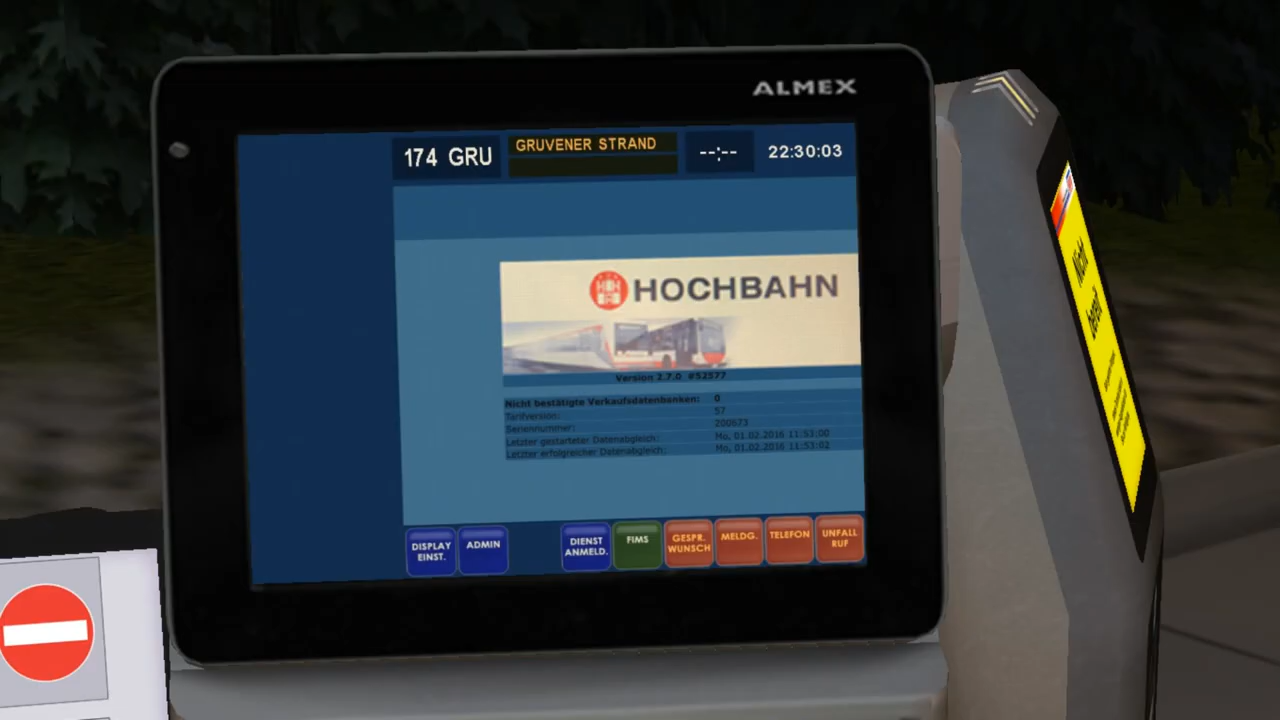 ALMEX
174 GRU
GRUVENER STRAND
--:--
22:30:03
HOCHBAHN
Version 2.7.0 #52577
Nicht bestätigte Verkaufsdatenbanken: 0
Tarifversion: 57
Seriennummer: 200673
Letzter gestarteter Datenabgleich: Mo, 01.02.2016 11:53:00
Letzter erfolgreicher Datenabgleich: Mo, 01.02.2016 11:53:02
DISPLAY EINST.
ADMIN
DIENST ANMELD.
FIMS
GESPR. WUNSCH
MELDG.
TELEFON
UNFALL RUF
Nicht
bereit